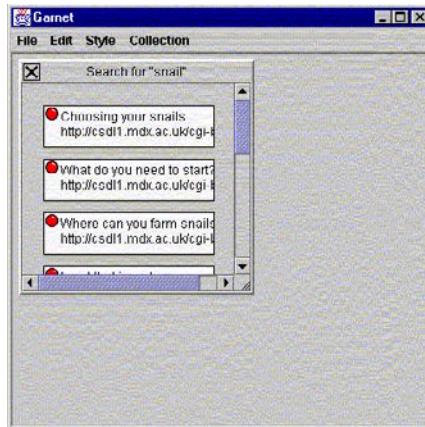 Garnet
File Edit Style Collection
Search for "snail"
Choosing your snails
http://csdl1.mdx.ac.uk/cgi-b
What do you need to start?
http://csdl1.mdx.ac.uk/cgi-b
Where can you farm snails
http://csdl1.mdx.ac.uk/cgi-b